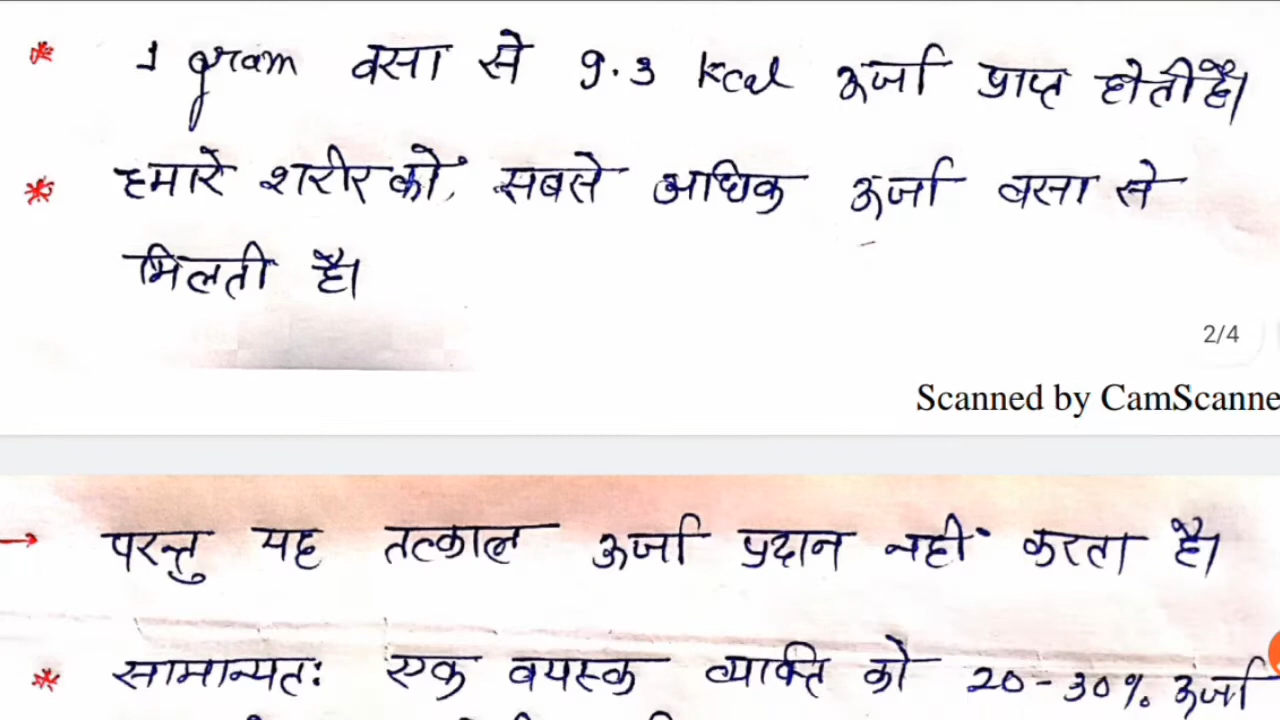 * 1 gram वसा से 9.3 kcal ऊर्जा प्राप्त होती है।
* हमारे शरीर को, सबसे अधिक ऊर्जा वसा से
मिलती है।
2/4
Scanned by CamScanne
→ परन्तु यह तत्काल ऊर्जा प्रदान नहीं करता है।
* सामान्यतः एक वयस्क व्यक्ति को 20-30% ऊर्जा